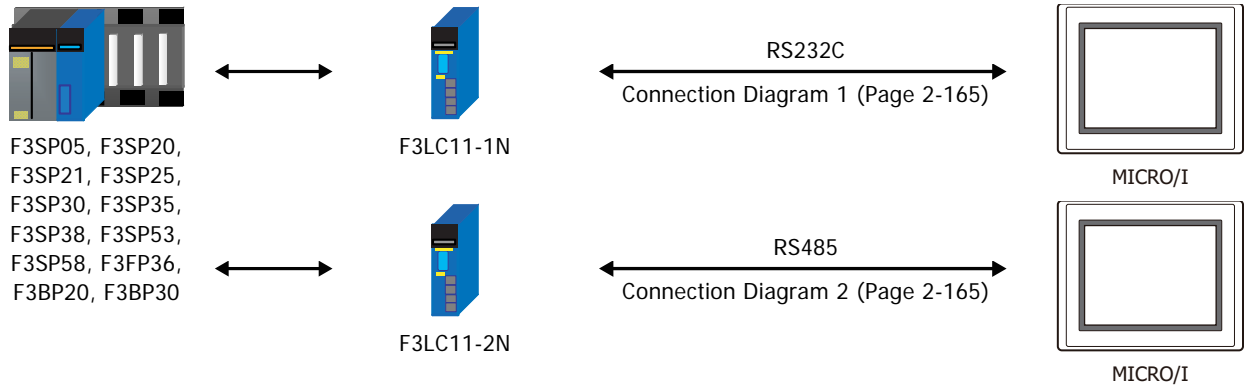 RS232C
Connection Diagram 1 (Page 2-165)
F3SP05, F3SP20,
F3SP21, F3SP25,
F3SP30, F3SP35,
F3SP38, F3SP53,
F3SP58, F3FP36,
F3BP20, F3BP30
F3LC11-1N
MICRO/I
RS485
Connection Diagram 2 (Page 2-165)
F3LC11-2N
MICRO/I